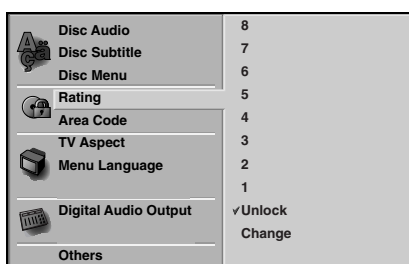 Disc Audio
Disc Subtitle
Disc Menu
Rating
Area Code
TV Aspect
Menu Language
Digital Audio Output
Others
8
7
6
5
4
3
2
1
✓Unlock
Change